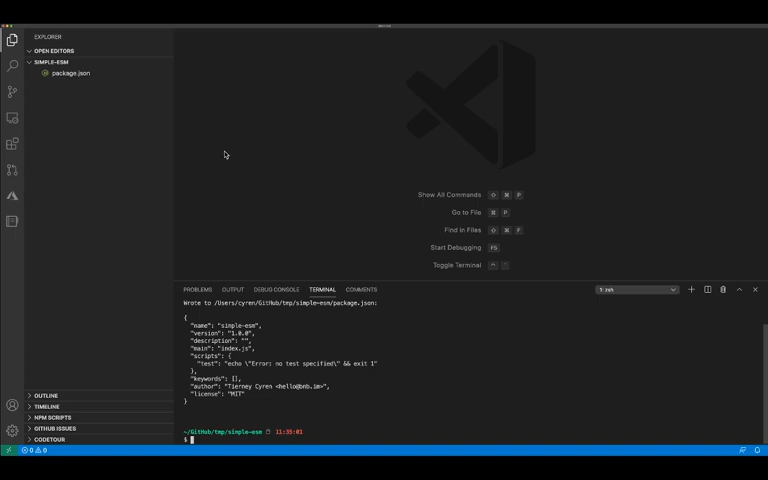 EXPLORER
OPEN EDITORS
SIMPLE-ESM
package.json
OUTLINE
TIMELINE
NPM SCRIPTS
GITHUB ISSUES
CODETOUR
Show All Commands ⇧ ⌘ P
Go to File ⌘ P
Find in Files ⇧ ⌘ F
Start Debugging F5
Toggle Terminal ^ `
PROBLEMS OUTPUT DEBUG CONSOLE TERMINAL COMMENTS 1: zsh
Wrote to /Users/cyren/GitHub/tmp/simple-esm/package.json:
{
"name": "simple-esm",
"version": "1.0.0",
"description": "",
"main": "index.js",
"scripts": {
"test": "echo \"Error: no test specified\" && exit 1"
},
"keywords": [],
"author": "Tierney Cyren <hello@bnb.im>",
"license": "MIT"
}
~/GitHub/tmp/simple-esm 11:35:01
$
0 0